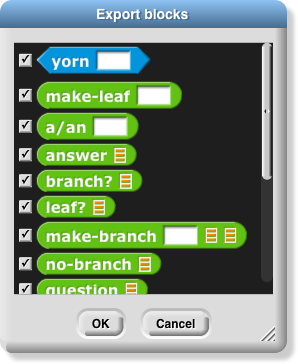 Export blocks
yorn
make-leaf
a/an
answer
branch?
leaf?
make-branch
no-branch
question
OK Cancel